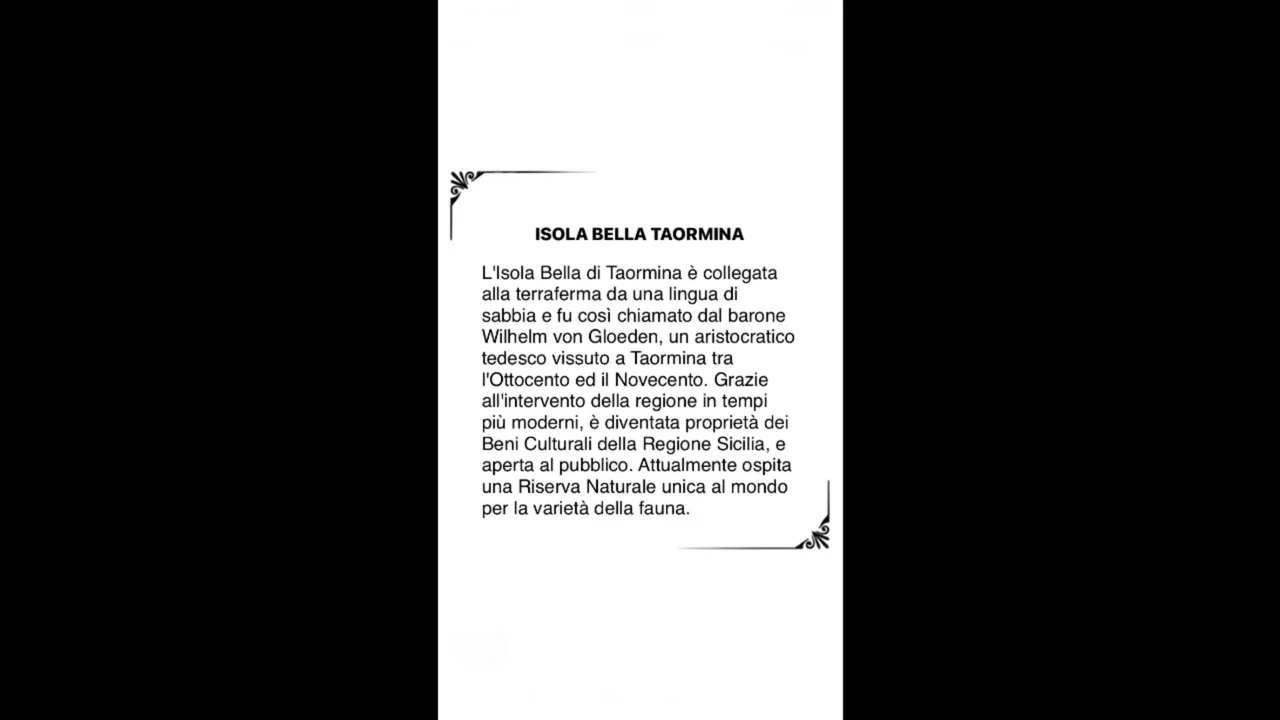 ISOLA BELLA TAORMINA
L'Isola Bella di Taormina è collegata
alla terraferma da una lingua di
sabbia e fu così chiamato dal barone
Wilhelm von Gloeden, un aristocratico
tedesco vissuto a Taormina tra
l'Ottocento ed il Novecento. Grazie
all'intervento della regione in tempi
più moderni, è diventata proprietà dei
Beni Culturali della Regione Sicilia, e
aperta al pubblico. Attualmente ospita
una Riserva Naturale unica al mondo
per la varietà della fauna.